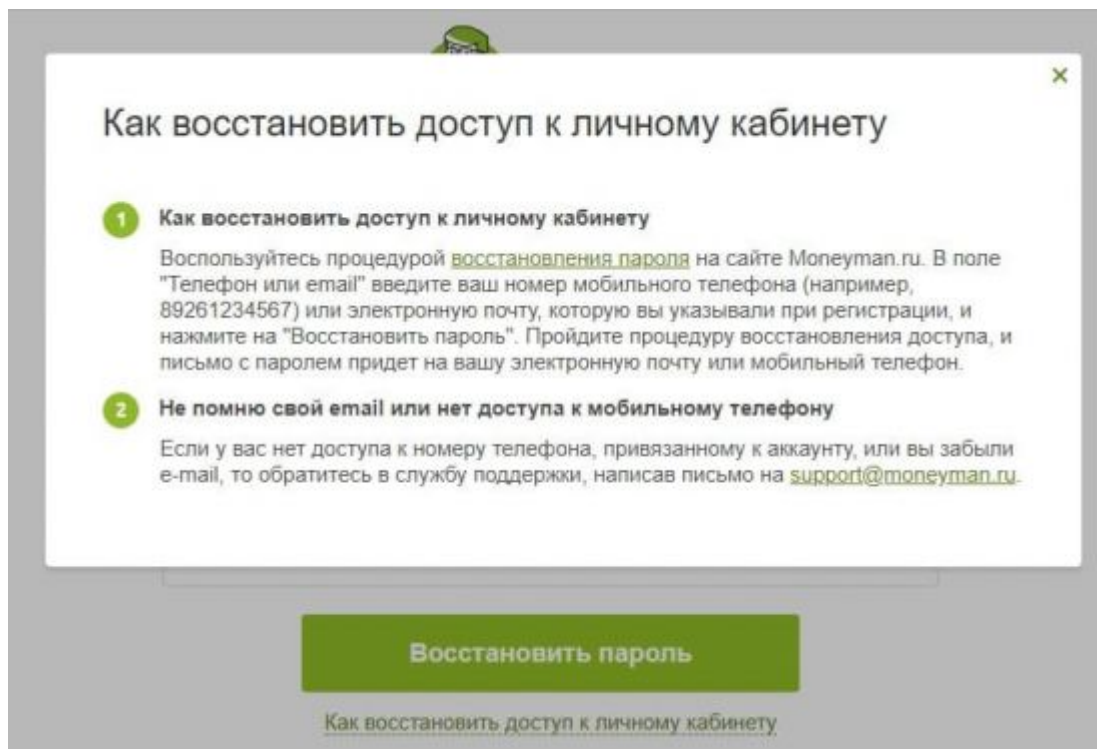 ×
Как восстановить доступ к личному кабинету
1 Как восстановить доступ к личному кабинету
Воспользуйтесь процедурой восстановления пароля на сайте Moneyman.ru. В поле
"Телефон или email" введите ваш номер мобильного телефона (например,
89261234567) или электронную почту, которую вы указывали при регистрации, и
нажмите на "Восстановить пароль". Пройдите процедуру восстановления доступа, и
письмо с паролем придет на вашу электронную почту или мобильный телефон.
2 Не помню свой email или нет доступа к мобильному телефону
Если у вас нет доступа к номеру телефона, привязанному к аккаунту, или вы забыли
e-mail, то обратитесь в службу поддержки, написав письмо на support@moneyman.ru.
Восстановить пароль
Как восстановить доступ к личному кабинету